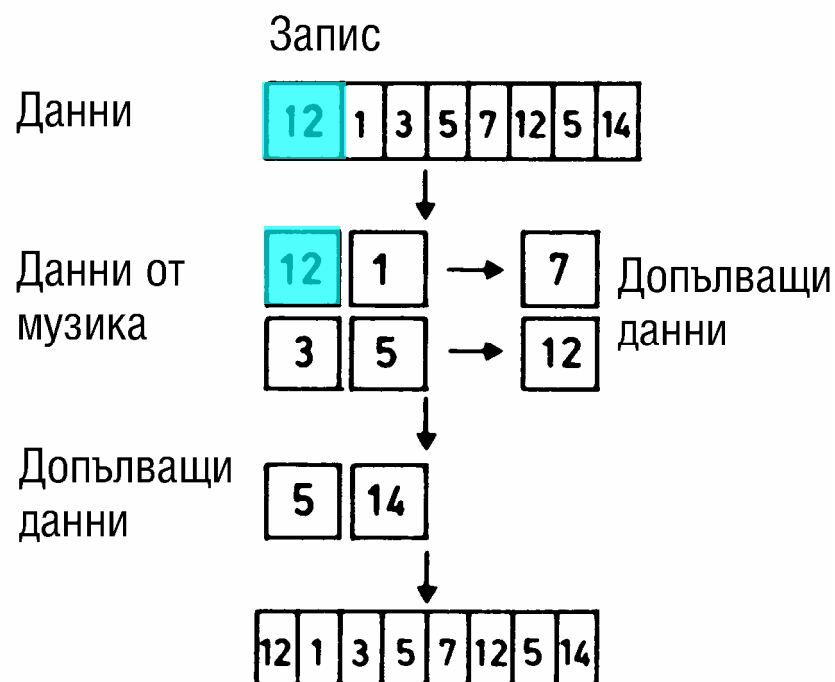 Запис
Данни 12 1 3 5 7 12 5 14
Данни от музика 12 1 7 Допълващи данни
3 5 12
Допълващи данни 5 14
12 1 3 5 7 12 5 14